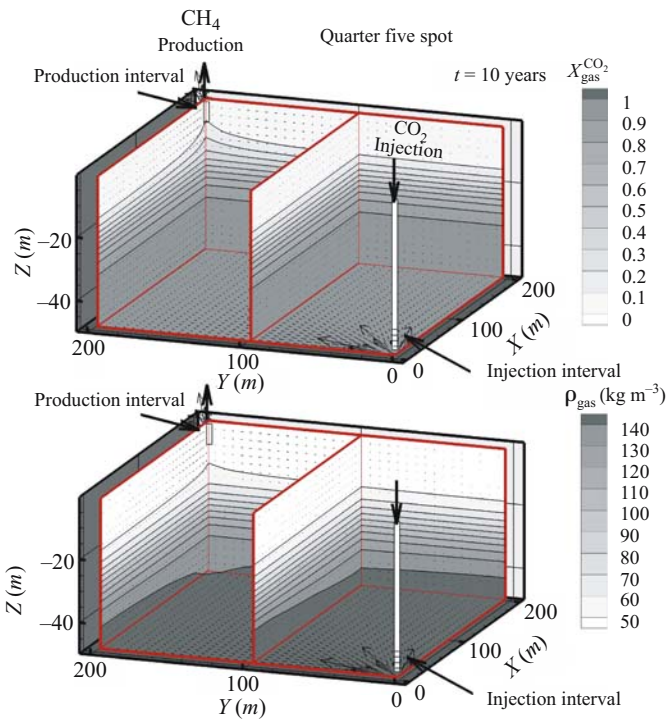 CH4
Production
Quarter five spot
Production interval
t = 10 years
X_gas^CO2
CO2
Injection
1
0.9
0.8
0.7
0.6
0.5
0.4
0.3
0.2
0.1
0
Z (m)
−20
−40
200
100
0
Y (m)
0
100
200
X (m)
Injection interval
Production interval
ρgas (kg m−3)
140
130
120
110
100
90
80
70
60
50
Z (m)
−20
−40
200
100
0
Y (m)
0
100
200
X (m)
Injection interval